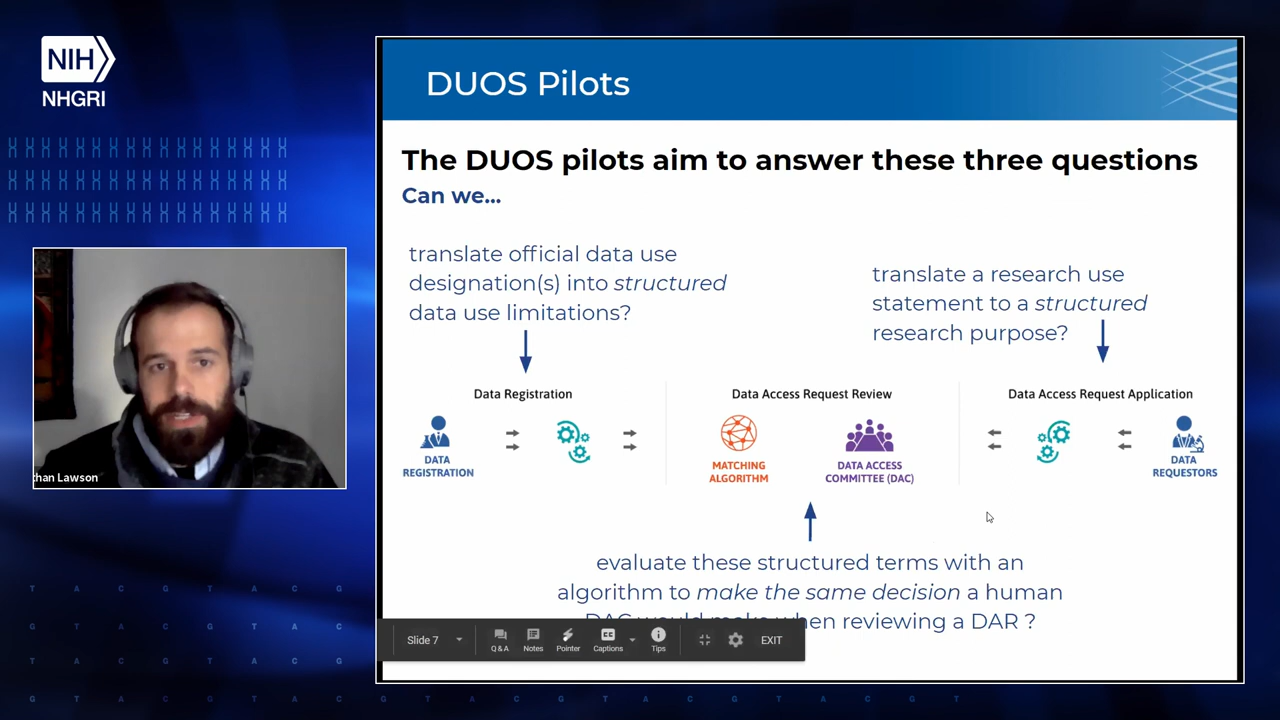 NIH
NHGRI
DUOS Pilots
The DUOS pilots aim to answer these three questions
Can we...
translate official data use
designation(s) into structured
data use limitations?
translate a research use
statement to a structured
research purpose?
Data Registration
Data Access Request Review
Data Access Request Application
DATA
REGISTRATION
MATCHING
ALGORITHM
DATA ACCESS
COMMITTEE (DAC)
DATA
REQUESTORS
evaluate these structured terms with an
algorithm to make the same decision a human
DAC would make when reviewing a DAR ?
than Lawson
Slide 7
Q & A
Notes
Pointer
Captions
Tips
EXIT
T A C G T A C G
G T A C G T A C
T A C G T A C G
G T A C G T A C G T A C G T A C G T A C G T A C G T